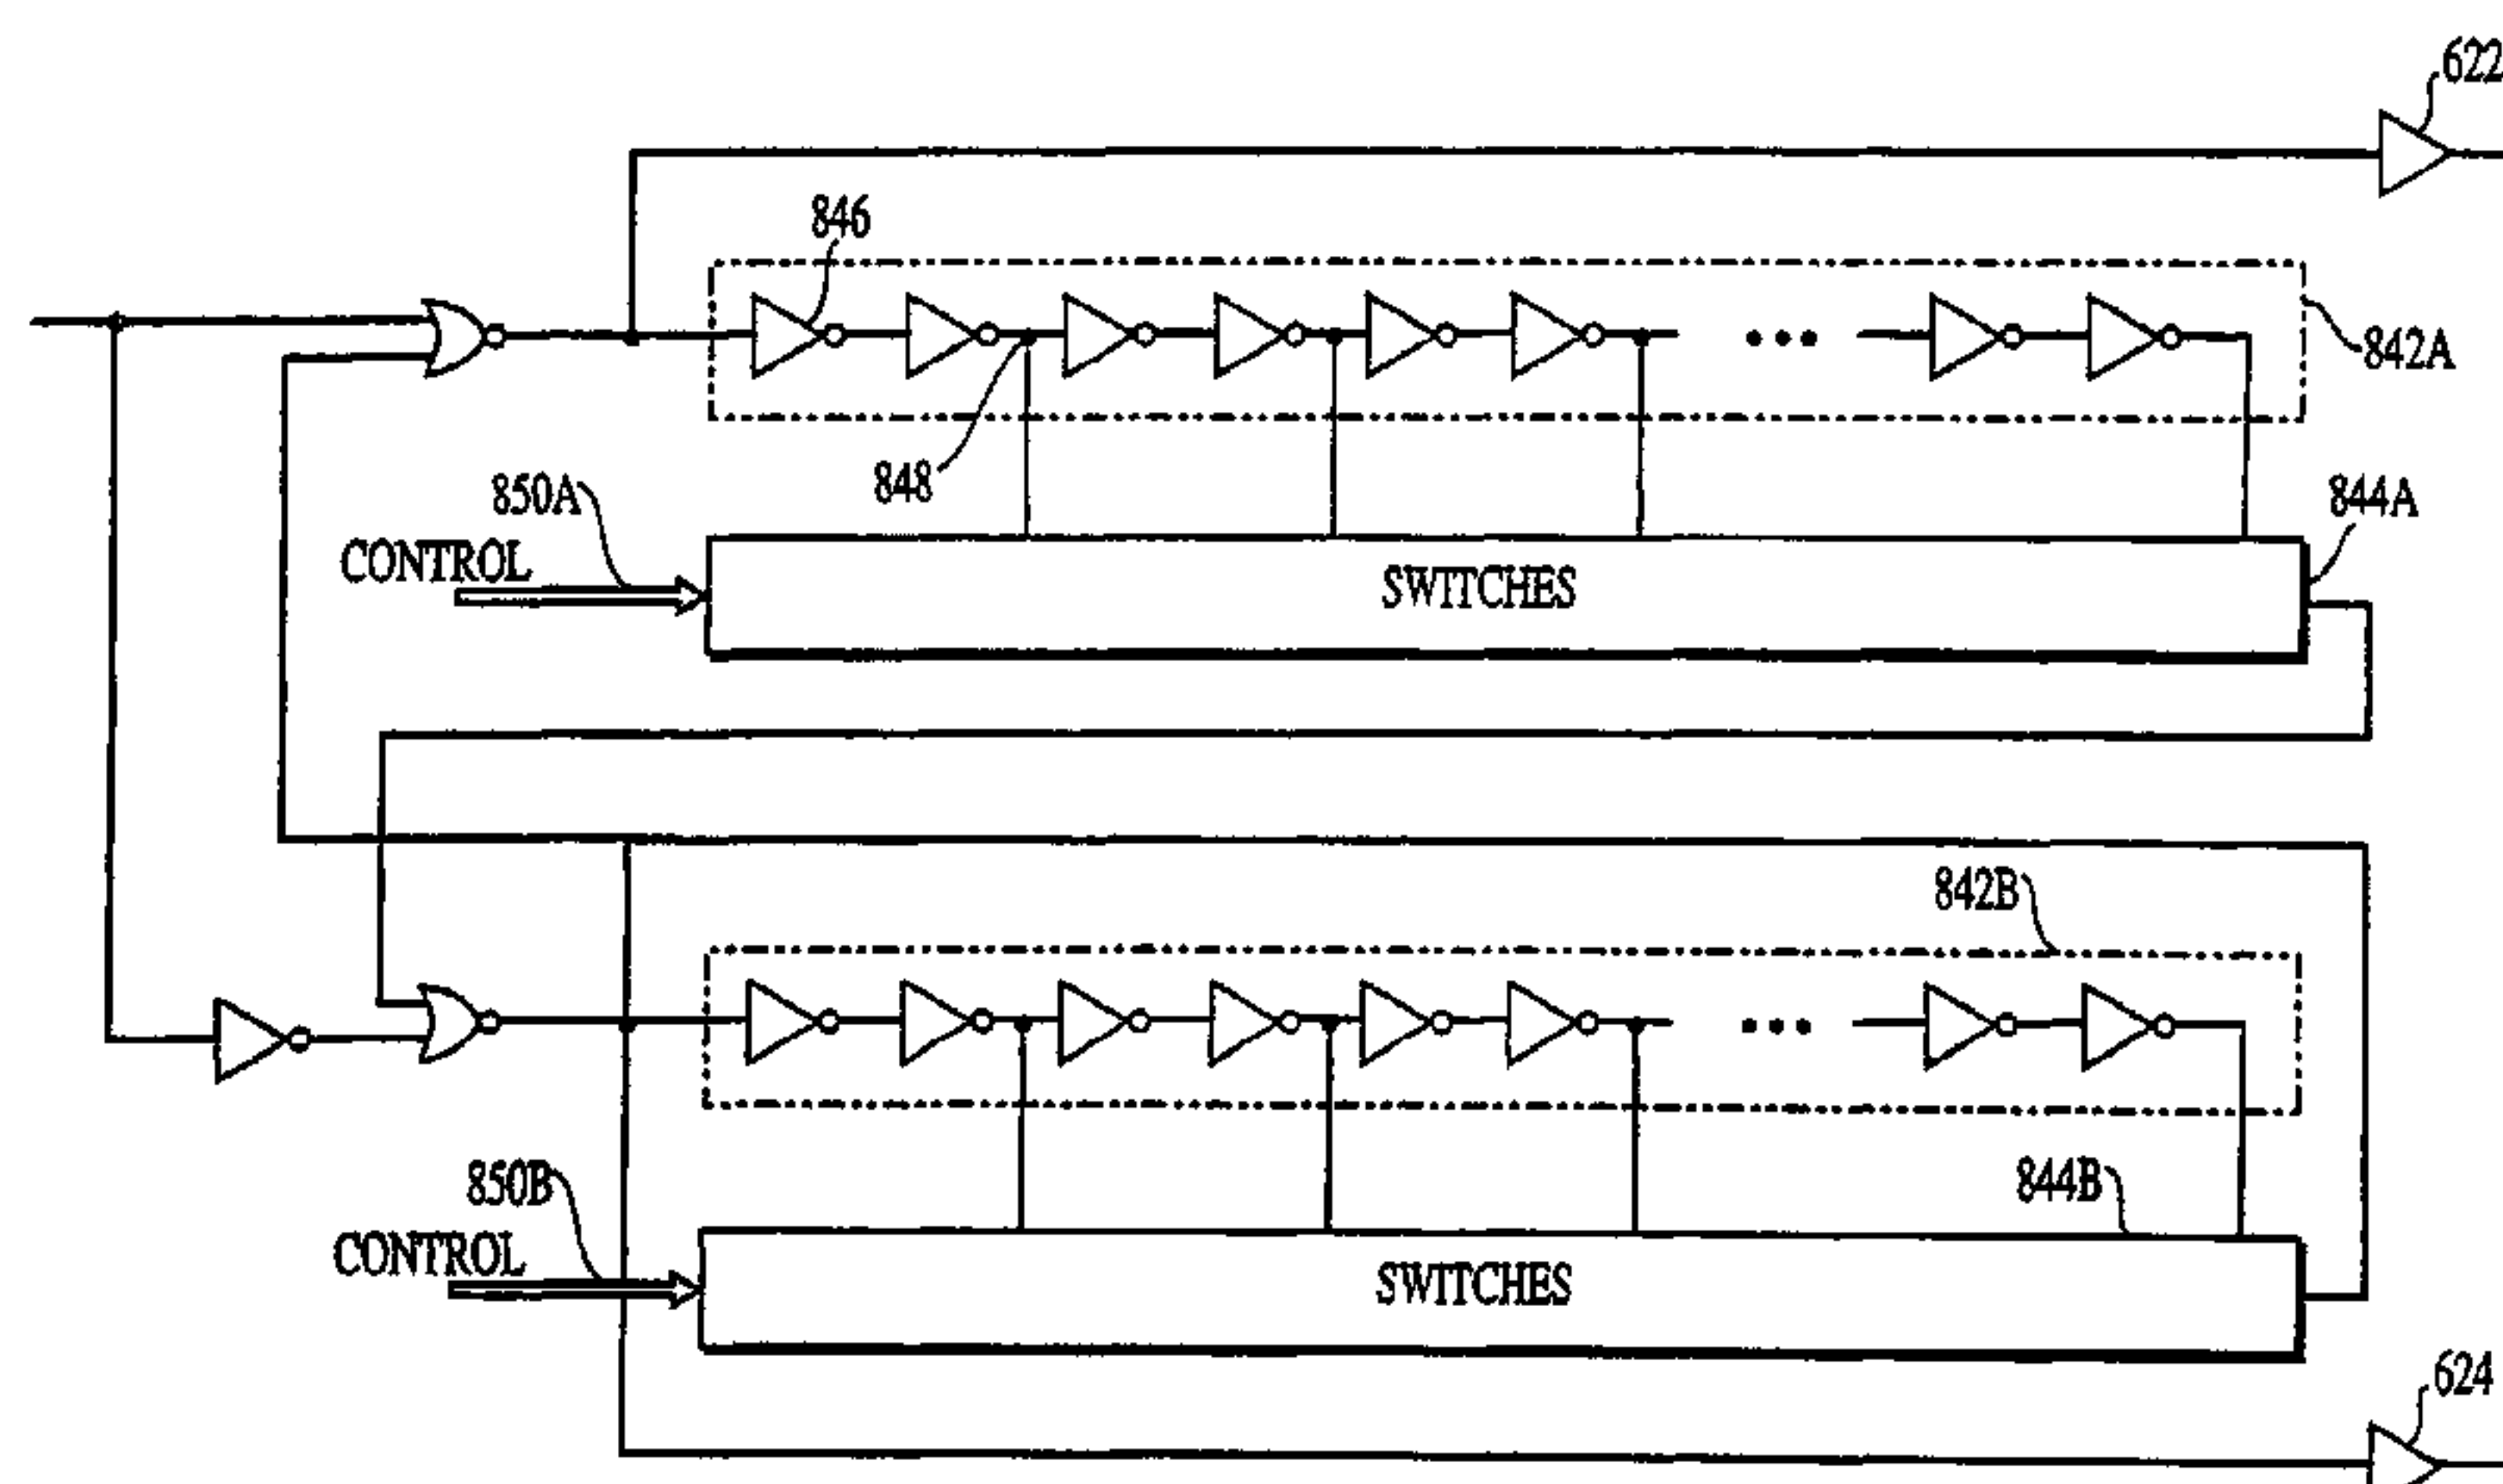 622
846
842A
848
850A
844A
CONTROL
SWITCHES
842B
850B
844B
CONTROL
SWITCHES
624